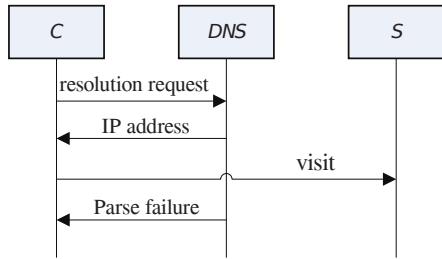 C
DNS
S
resolution request
IP address
visit
Parse failure